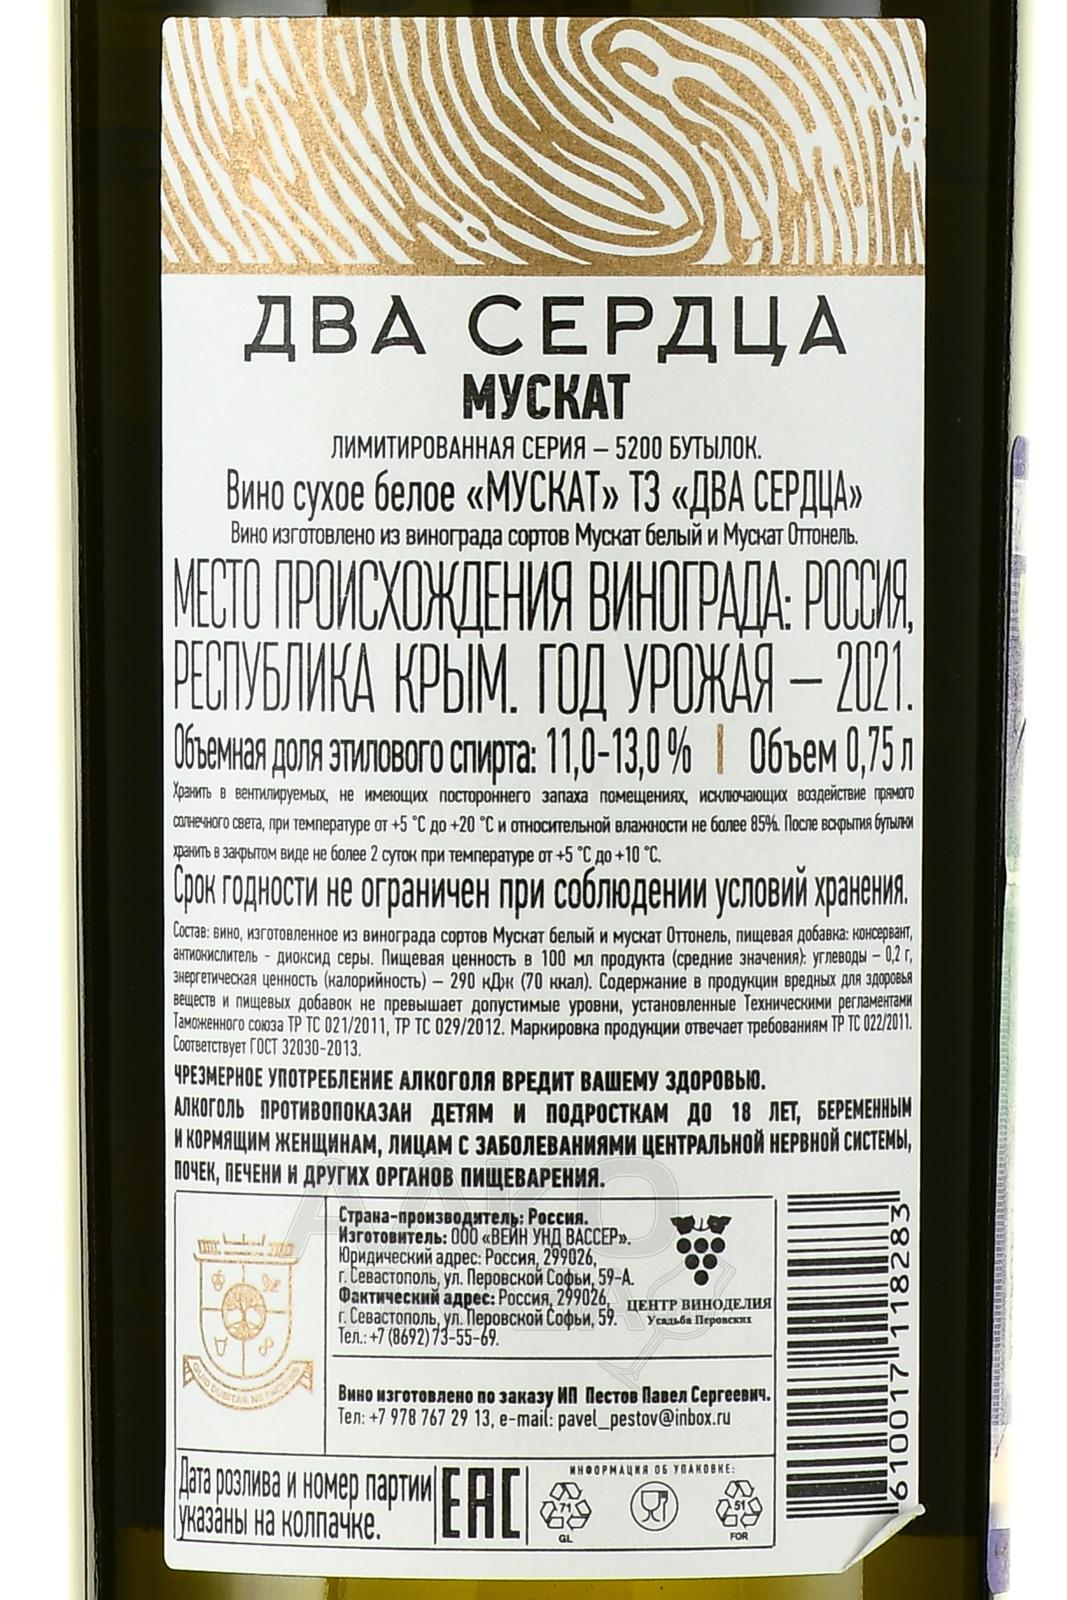 ДВА СЕРДЦА
МУСКАТ
ЛИМИТИРОВАННАЯ СЕРИЯ – 5200 БУТЫЛОК.
Вино сухое белое «МУСКАТ» ТЗ «ДВА СЕРДЦА»
Вино изготовлено из винограда сортов Мускат белый и Мускат Оттонель.
МЕСТО ПРОИСХОЖДЕНИЯ ВИНОГРАДА: РОССИЯ,
РЕСПУБЛИКА КРЫМ. ГОД УРОЖАЯ – 2021.
Объемная доля этилового спирта: 11,0-13,0 % | Объем 0,75 л
Хранить в вентилируемых, не имеющих постороннего запаха помещениях, исключающих воздействие прямого
солнечного света, при температуре от +5 °С до +20 °С и относительной влажности не более 85%. После вскрытия бутылки
хранить в закрытом виде не более 2 суток при температуре от +5 °С до +10 °С.
Срок годности не ограничен при соблюдении условий хранения.
Состав: вино, изготовленное из винограда сортов Мускат белый и мускат Оттонель, пищевая добавка: консервант,
антиокислитель - диоксид серы. Пищевая ценность в 100 мл продукта (средние значения): углеводы – 0,2 г,
энергетическая ценность (калорийность) – 290 кДж (70 ккал). Содержание в продукции вредных для здоровья
веществ и пищевых добавок не превышает допустимые уровни, установленные Техническими регламентами
Таможенного союза ТР ТС 021/2011, ТР ТС 029/2012. Маркировка продукции отвечает требованиям ТР ТС 022/2011.
Соответствует ГОСТ 32030-2013.
ЧРЕЗМЕРНОЕ УПОТРЕБЛЕНИЕ АЛКОГОЛЯ ВРЕДИТ ВАШЕМУ ЗДОРОВЬЮ.
АЛКОГОЛЬ ПРОТИВОПОКАЗАН ДЕТЯМ И ПОДРОСТКАМ ДО 18 ЛЕТ, БЕРЕМЕННЫМ
И КОРМЯЩИМ ЖЕНЩИНАМ, ЛИЦАМ С ЗАБОЛЕВАНИЯМИ ЦЕНТРАЛЬНОЙ НЕРВНОЙ СИСТЕМЫ,
ПОЧЕК, ПЕЧЕНИ И ДРУГИХ ОРГАНОВ ПИЩЕВАРЕНИЯ.
Страна-производитель: Россия.
Изготовитель: ООО «ВЕЙН УНД ВАССЕР».
Юридический адрес: Россия, 299026,
г. Севастополь, ул. Перовской Софьи, 59-А.
Фактический адрес: Россия, 299026,
г. Севастополь, ул. Перовской Софьи, 59.
Тел.: +7 (8692) 73-55-69.
ЦЕНТР ВИНОДЕЛИЯ
Усадьба Перовских
QUID DUBITAS, NE FECERIS
Вино изготовлено по заказу ИП Пестов Павел Сергеевич.
Тел: +7 978 767 29 13, e-mail: pavel_pestov@inbox.ru
Дата розлива и номер партии
указаны на колпачке.
EAC
ИНФОРМАЦИЯ ОБ УПАКОВКЕ:
71
GL
51
FOR
610017118283